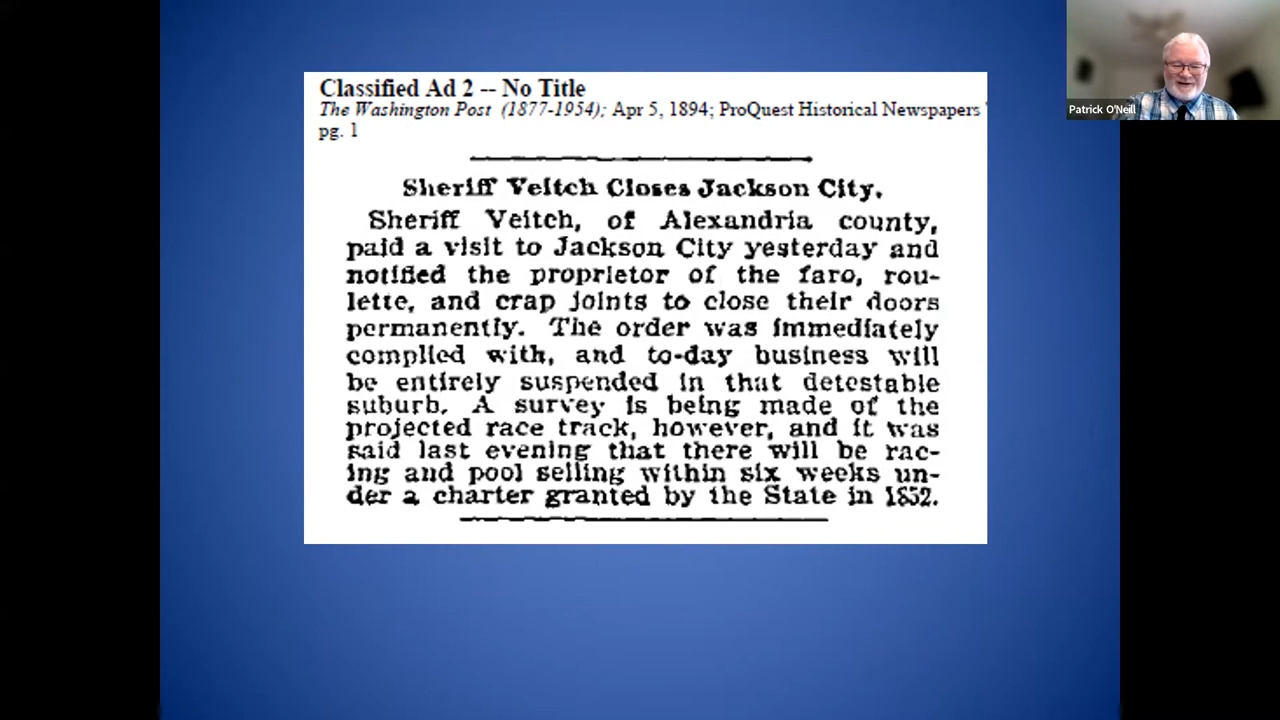 Classified Ad 2 -- No Title
The Washington Post (1877-1954); Apr 5, 1894; ProQuest Historical Newspapers
pg. 1
Sheriff Veitch Closes Jackson City.
Sheriff Veitch, of Alexandria county,
paid a visit to Jackson City yesterday and
notified the proprietor of the faro, rou-
lette, and crap joints to close their doors
permanently. The order was immediately
complied with, and to-day business will
be entirely suspended in that detestable
suburb. A survey is being made of the
projected race track, however, and it was
said last evening that there will be rac-
ing and pool selling within six weeks un-
der a charter granted by the State in 1852.
Patrick O'Neill